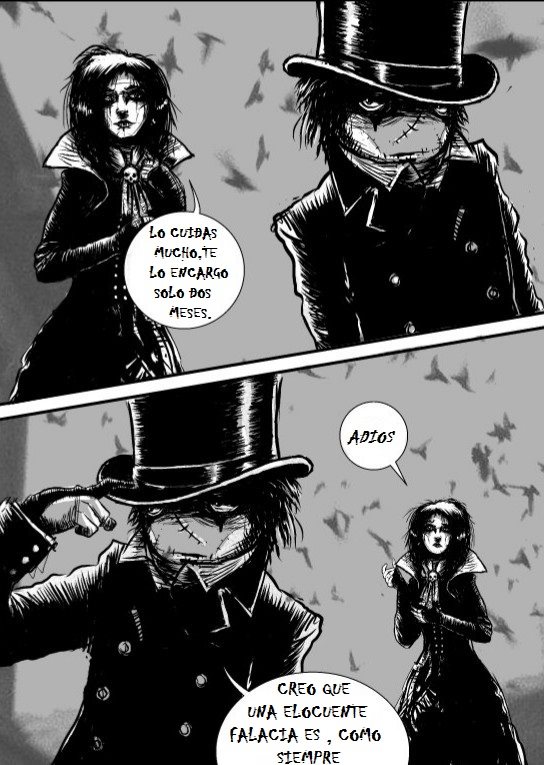 LO CUIDAS
MUCHO.TE
LO ENCARGO
SOLO DOS
MESES.
ADIOS
CREO QUE
UNA ELOCUENTE
FALACIA ES , COMO
SIEMPRE